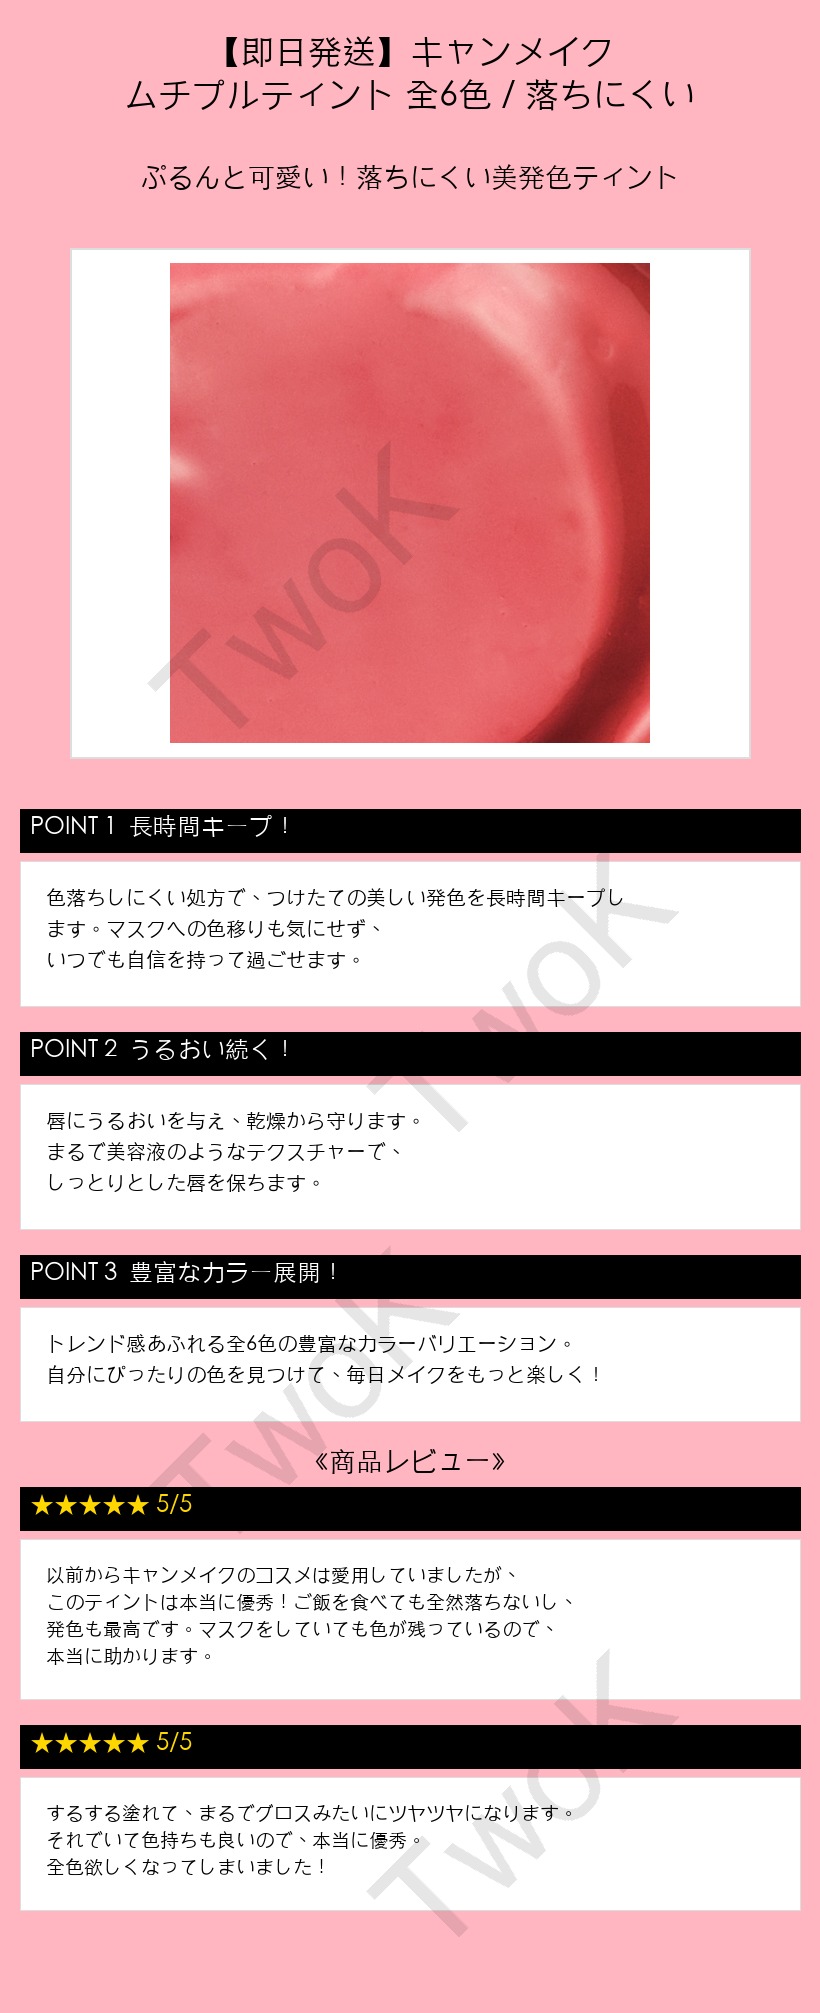 【即日発送】キャンメイク
ムチプルティント 全6色 / 落ちにくい
ぷるんと可愛い！落ちにくい美発色ティント
TwoK
POINT 1 長時間キープ！
色落ちしにくい処方で、つけたての美しい発色を長時間キープし
ます。マスクへの色移りも気にせず、
いつでも自信を持って過ごせます。
TwoK
POINT 2 うるおい続く！
唇にうるおいを与え、乾燥から守ります。
まるで美容液のようなテクスチャーで、
しっとりとした唇を保ちます。
POINT 3 豊富なカラー展開！
トレンド感あふれる全6色の豊富なカラーバリエーション。
自分にぴったりの色を見つけて、毎日メイクをもっと楽しく！
TwoK
《商品レビュー》
★★★★★ 5/5
以前からキャンメイクのコスメは愛用していましたが、
このテイントは本当に優秀！ご飯を食べても全然落ちないし、
発色も最高です。マスクをしていても色が残っているので、
本当に助かります。
★★★★★ 5/5
するする塗れて、まるでグロスみたいにツヤツヤになります。
それでいて色持ちも良いので、本当に優秀。
全色欲しくなってしまいました！
TwoK